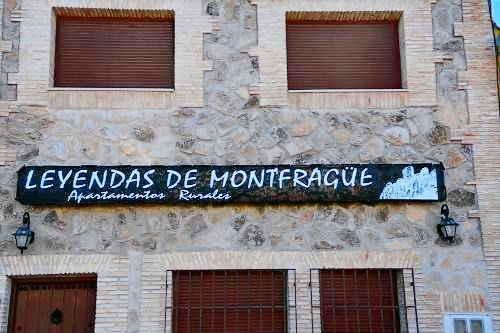 LEYENDAS DE MONTFRAGÜE
Apartamentos Rurales